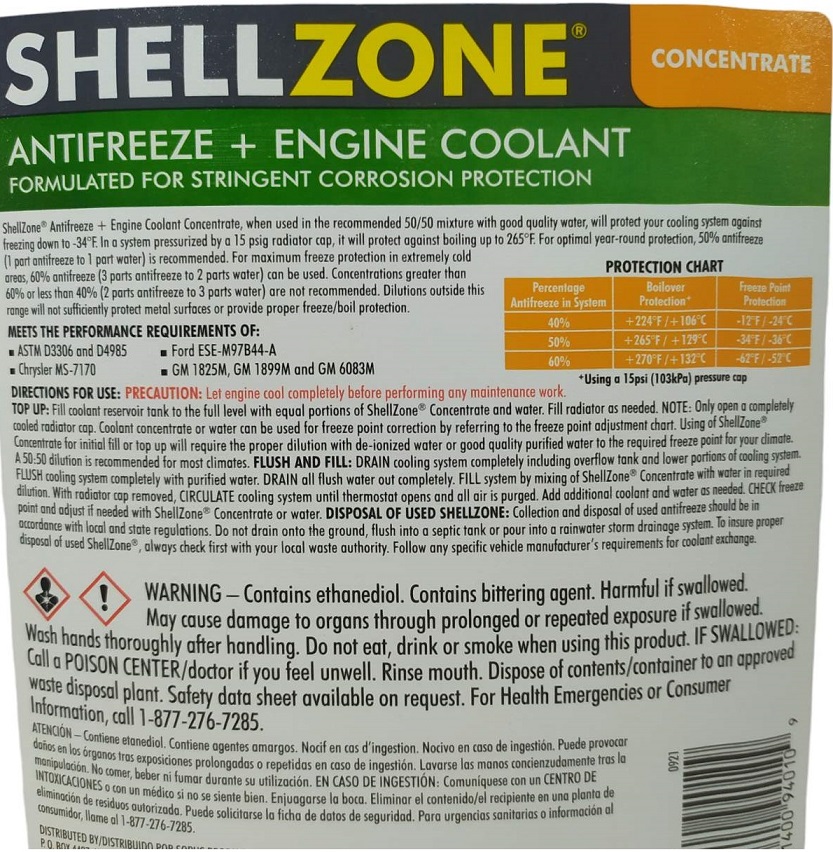 SHELLZONE®
CONCENTRATE
ANTIFREEZE + ENGINE COOLANT
FORMULATED FOR STRINGENT CORROSION PROTECTION
ShellZone® Antifreeze + Engine Coolant Concentrate, when used in the recommended 50/50 mixture with good quality water, will protect your cooling system against
freezing down to -34°F. In a system pressurized by a 15 psig radiator cap, it will protect against boiling up to 265°F. For optimal year-round protection, 50% antifreeze
(1 part antifreeze to 1 part water) is recommended. For maximum freeze protection in extremely cold
areas, 60% antifreeze (3 parts antifreeze to 2 parts water) can be used. Concentrations greater than
60% or less than 40% (2 parts antifreeze to 3 parts water) are not recommended. Dilutions outside this
range will not sufficiently protect metal surfaces or provide proper freeze/boil protection.
PROTECTION CHART
Percentage Antifreeze in System Boilover Protection* Freeze Point Protection
40% +224°F/+106°C -12°F/-24°C
50% +265°F/+129°C -34°F/-36°C
60% +270°F/+132°C -62°F/-52°C
*Using a 15psi (103kPa) pressure cap
MEETS THE PERFORMANCE REQUIREMENTS OF:
▪ ASTM D3306 and D4985 ▪ Ford ESE-M97B44-A
▪ Chrysler MS-7170 ▪ GM 1825M, GM 1899M and GM 6083M
DIRECTIONS FOR USE: PRECAUTION: Let engine cool completely before performing any maintenance work.
TOP UP: Fill coolant reservoir tank to the full level with equal portions of ShellZone® Concentrate and water. Fill radiator as needed. NOTE: Only open a completely
cooled radiator cap. Coolant concentrate or water can be used for freeze point correction by referring to the freeze point adjustment chart. Using of ShellZone®
Concentrate for initial fill or top up will require the proper dilution with de-ionized water or good quality purified water to the required freeze point for your climate.
A 50:50 dilution is recommended for most climates. FLUSH AND FILL: DRAIN cooling system completely including overflow tank and lower portions of cooling system.
FLUSH cooling system completely with purified water. DRAIN all flush water out completely. FILL system by mixing of ShellZone® Concentrate with water in required
dilution. With radiator cap removed, CIRCULATE cooling system until thermostat opens and all air is purged. Add additional coolant and water as needed. CHECK freeze
point and adjust if needed with ShellZone® Concentrate or water. DISPOSAL OF USED SHELLZONE: Collection and disposal of used antifreeze should be in
accordance with local and state regulations. Do not drain onto the ground, flush into a septic tank or pour into a rainwater storm drainage system. To insure proper
disposal of used ShellZone®, always check first with your local waste authority. Follow any specific vehicle manufacturer's requirements for coolant exchange.
WARNING – Contains ethanediol. Contains bittering agent. Harmful if swallowed.
May cause damage to organs through prolonged or repeated exposure if swallowed.
Wash hands thoroughly after handling. Do not eat, drink or smoke when using this product. IF SWALLOWED:
Call a POISON CENTER/doctor if you feel unwell. Rinse mouth. Dispose of contents/container to an approved
waste disposal plant. Safety data sheet available on request. For Health Emergencies or Consumer
Information, call 1-877-276-7285.
ATENCIÓN – Contiene etanediol. Contiene agentes amargos. Nocif en cas d'ingestion. Nocivo en caso de ingestión. Puede provocar
daños en los órganos tras exposiciones prolongadas o repetidas en caso de ingestión. Lavarse las manos concienzudamente tras la
manipulación. No comer, beber ni fumar durante su utilización. EN CASO DE INGESTIÓN: Comuníquese con un CENTRO DE
INTOXICACIONES o con un médico si no se siente bien. Enjuagarse la boca. Eliminar el contenido/el recipiente en una planta de
eliminación de residuos autorizada. Puede solicitarse la ficha de datos de seguridad. Para urgencias sanitarias o información al
consumidor, llame al 1-877-276-7285.
DISTRIBUTED BY/DISTRIBUIDO POR
P.O. BOX
0921
1400 94010 9